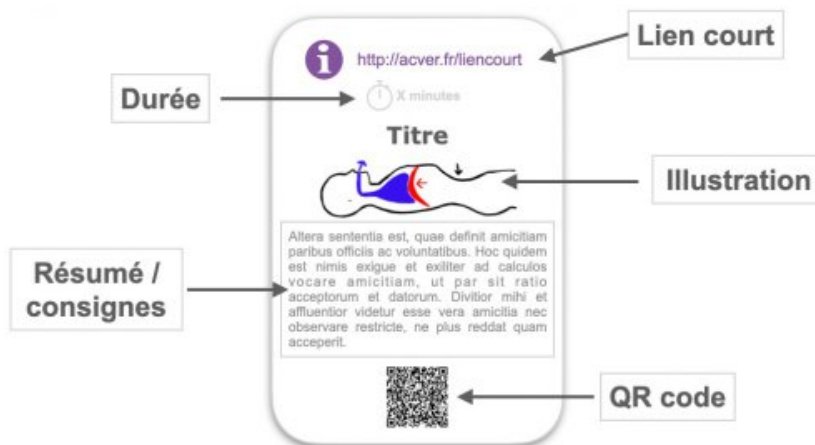 Lien court
http://acver.fr/liencourt
Durée
X minutes
Titre
Illustration
Altera sententia est, quae definit amicitiam
paribus officiis ac voluntatibus. Hoc quidem
est nimis exigue et exiliter ad calculos
vocare amicitiam, ut par sit ratio
acceptorum et datorum. Divitior mihi et
affluentior videtur esse vera amicitia nec
observare restricte, ne plus reddat quam
acceperit.
Résumé /
consignes
QR code